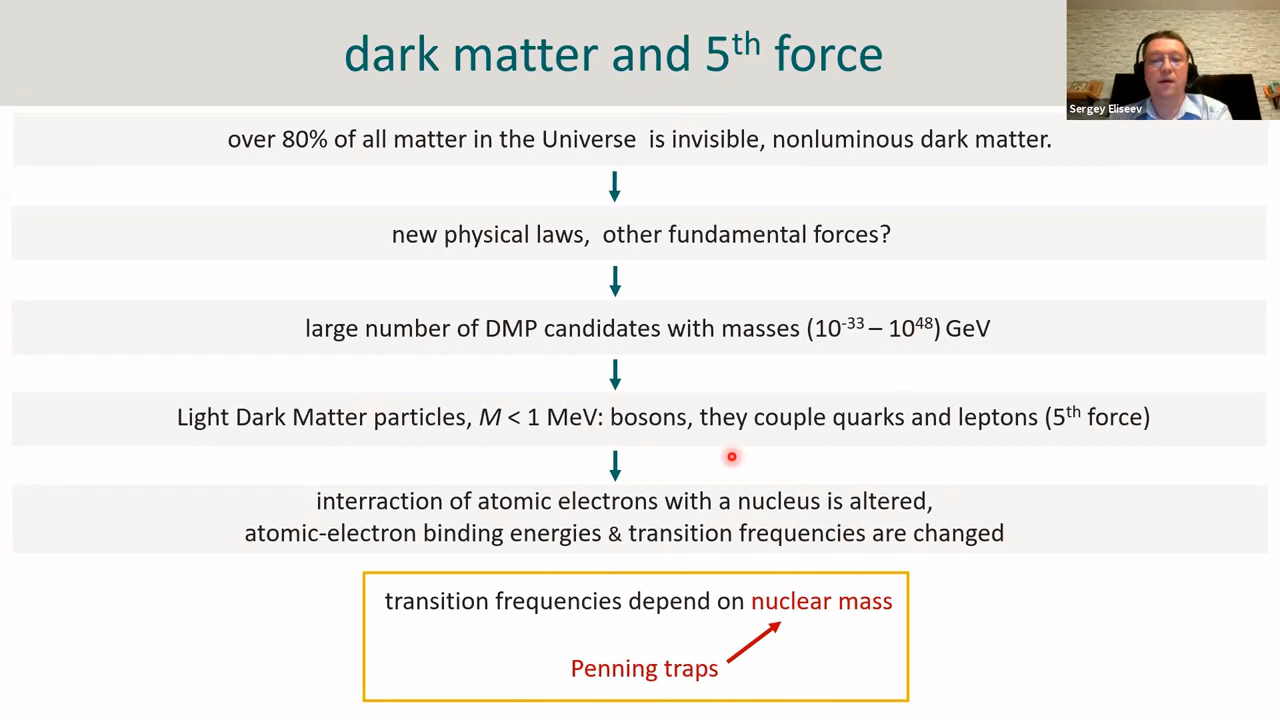 dark matter and 5th force
Sergey Eliseev
over 80% of all matter in the Universe is invisible, nonluminous dark matter.
new physical laws, other fundamental forces?
large number of DMP candidates with masses (10-33 – 1048) GeV
Light Dark Matter particles, M < 1 MeV: bosons, they couple quarks and leptons (5th force)
interraction of atomic electrons with a nucleus is altered,
atomic-electron binding energies & transition frequencies are changed
transition frequencies depend on nuclear mass
Penning traps